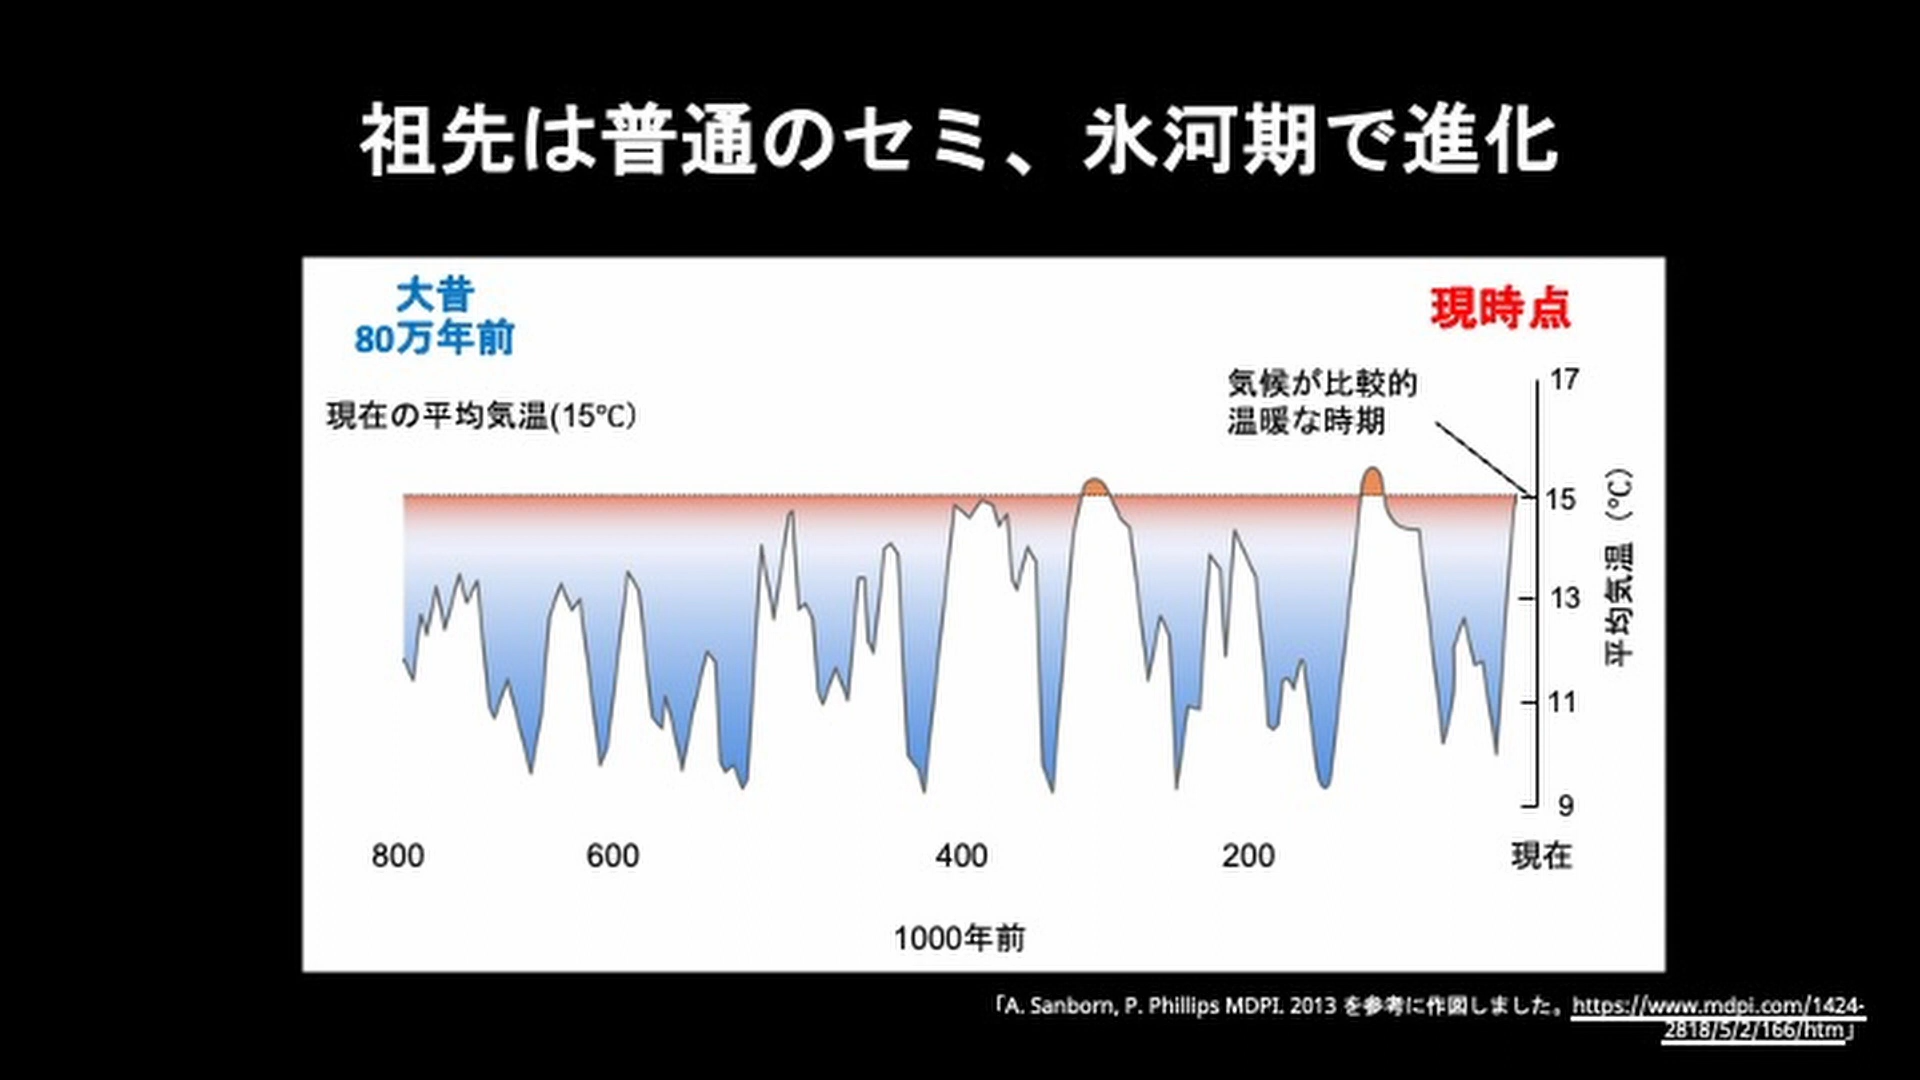 祖先は普通のセミ、氷河期で進化
大昔
80万年前
現時点
気候が比較的
温暖な時期
現在の平均気温(15℃)
17
15
13
11
9
平均気温 (℃)
800 600 400 200 現在
1000年前
「A. Sanborn, P. Phillips MDPI. 2013 を参考に作図しました。https://www.mdpi.com/1424-
2818/5/2/166/htm」